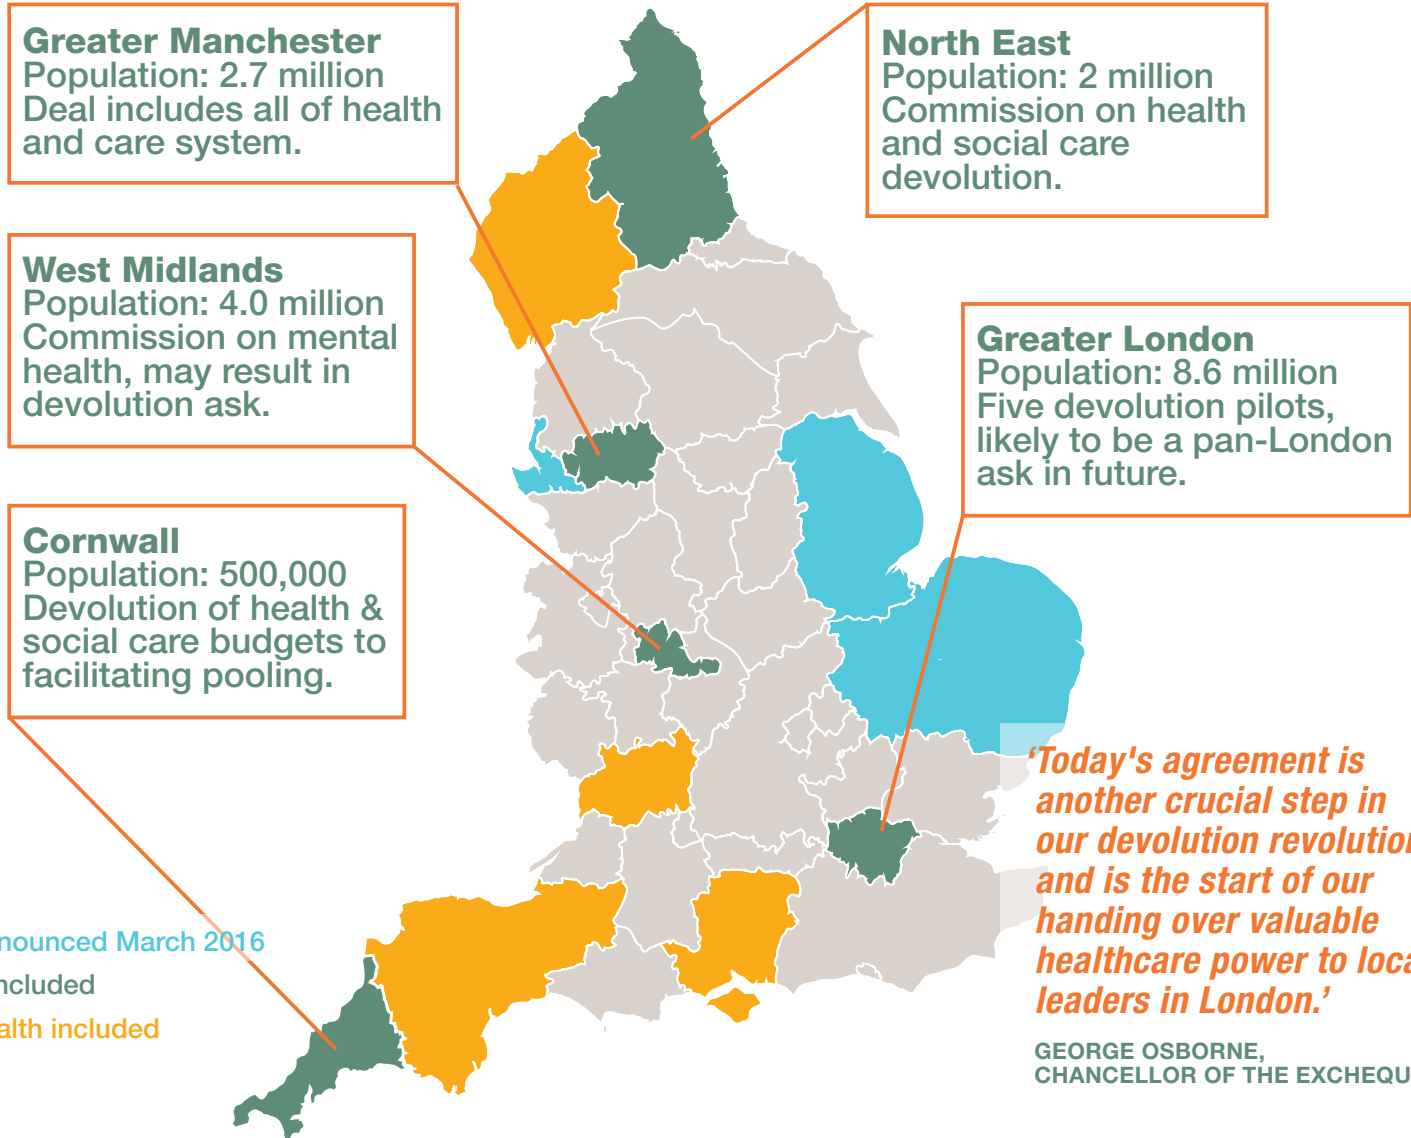 Greater Manchester
Population: 2.7 million
Deal includes all of health
and care system.
North East
Population: 2 million
Commission on health
and social care
devolution.
West Midlands
Population: 4.0 million
Commission on mental
health, may result in
devolution ask.
Greater London
Population: 8.6 million
Five devolution pilots,
likely to be a pan-London
ask in future.
Cornwall
Population: 500,000
Devolution of health &
social care budgets to
facilitating pooling.
‘Today's agreement is
another crucial step in
our devolution revolution
and is the start of our
handing over valuable
healthcare power to loca
leaders in London.’
GEORGE OSBORNE,
CHANCELLOR OF THE EXCHEQU
nounced March 2016
ncluded
alth included